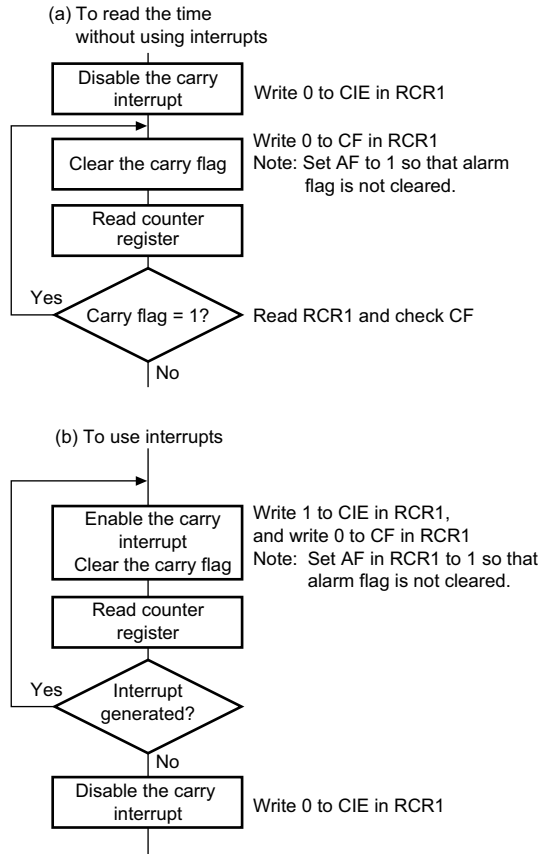 (a) To read the time
without using interrupts
Disable the carry
interrupt
Write 0 to CIE in RCR1
Clear the carry flag
Write 0 to CF in RCR1
Note: Set AF to 1 so that alarm
flag is not cleared.
Read counter
register
Yes
Carry flag = 1?
Read RCR1 and check CF
No
(b) To use interrupts
Enable the carry
interrupt
Clear the carry flag
Write 1 to CIE in RCR1,
and write 0 to CF in RCR1
Note: Set AF in RCR1 to 1 so that
alarm flag is not cleared.
Read counter
register
Yes
Interrupt
generated?
No
Disable the carry
interrupt
Write 0 to CIE in RCR1